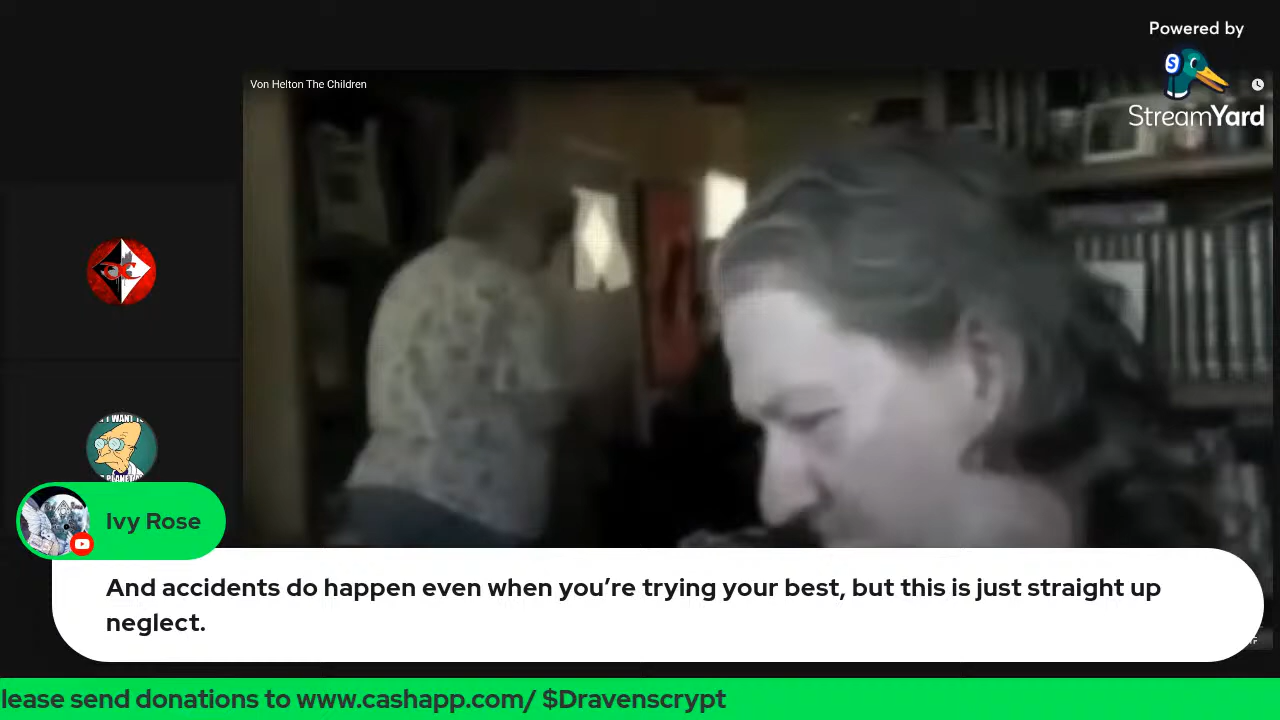 Powered by
StreamYard
Von Helton The Children
Ivy Rose
And accidents do happen even when you’re trying your best, but this is just straight up
neglect.
lease send donations to www.cashapp.com/ $Dravenscrypt